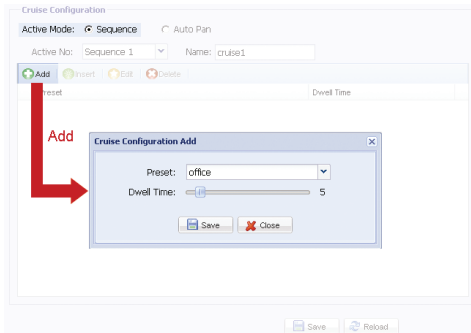 Cruise Configuration
Active Mode: Sequence Auto Pan
Active No: Sequence 1 Name: cruise1
Add Insert Edit Delete
Preset Dwell Time
Add
Cruise Configuration Add
Preset: office
Dwell Time: 5
Save Close
Save Reload